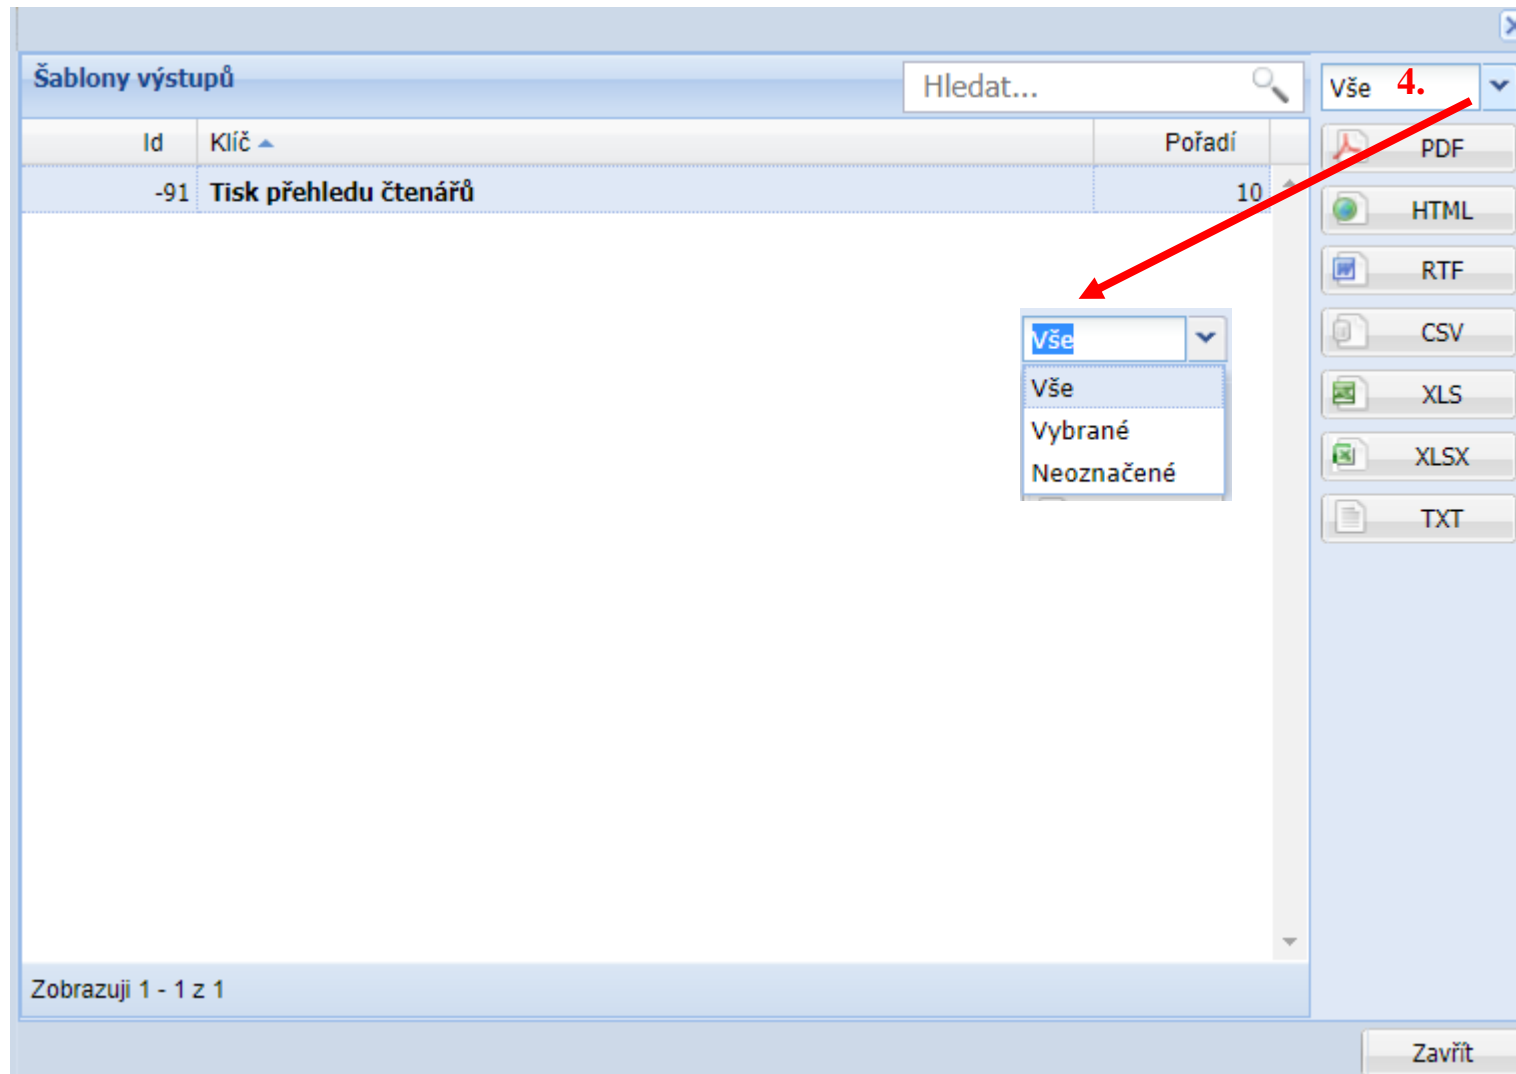 Šablony výstupů
Hledat...
Vše
4.
Id Klíč Pořadí
-91 Tisk přehledu čtenářů 10
PDF
HTML
RTF
CSV
XLS
XLSX
TXT
Vše
Vše
Vybrané
Neoznačené
Zobrazuji 1 - 1 z 1
Zavřít